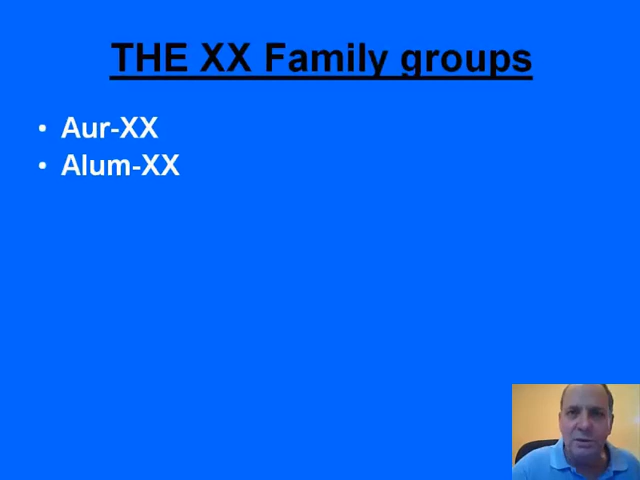 THE XX Family groups
• Aur-XX
• Alum-XX